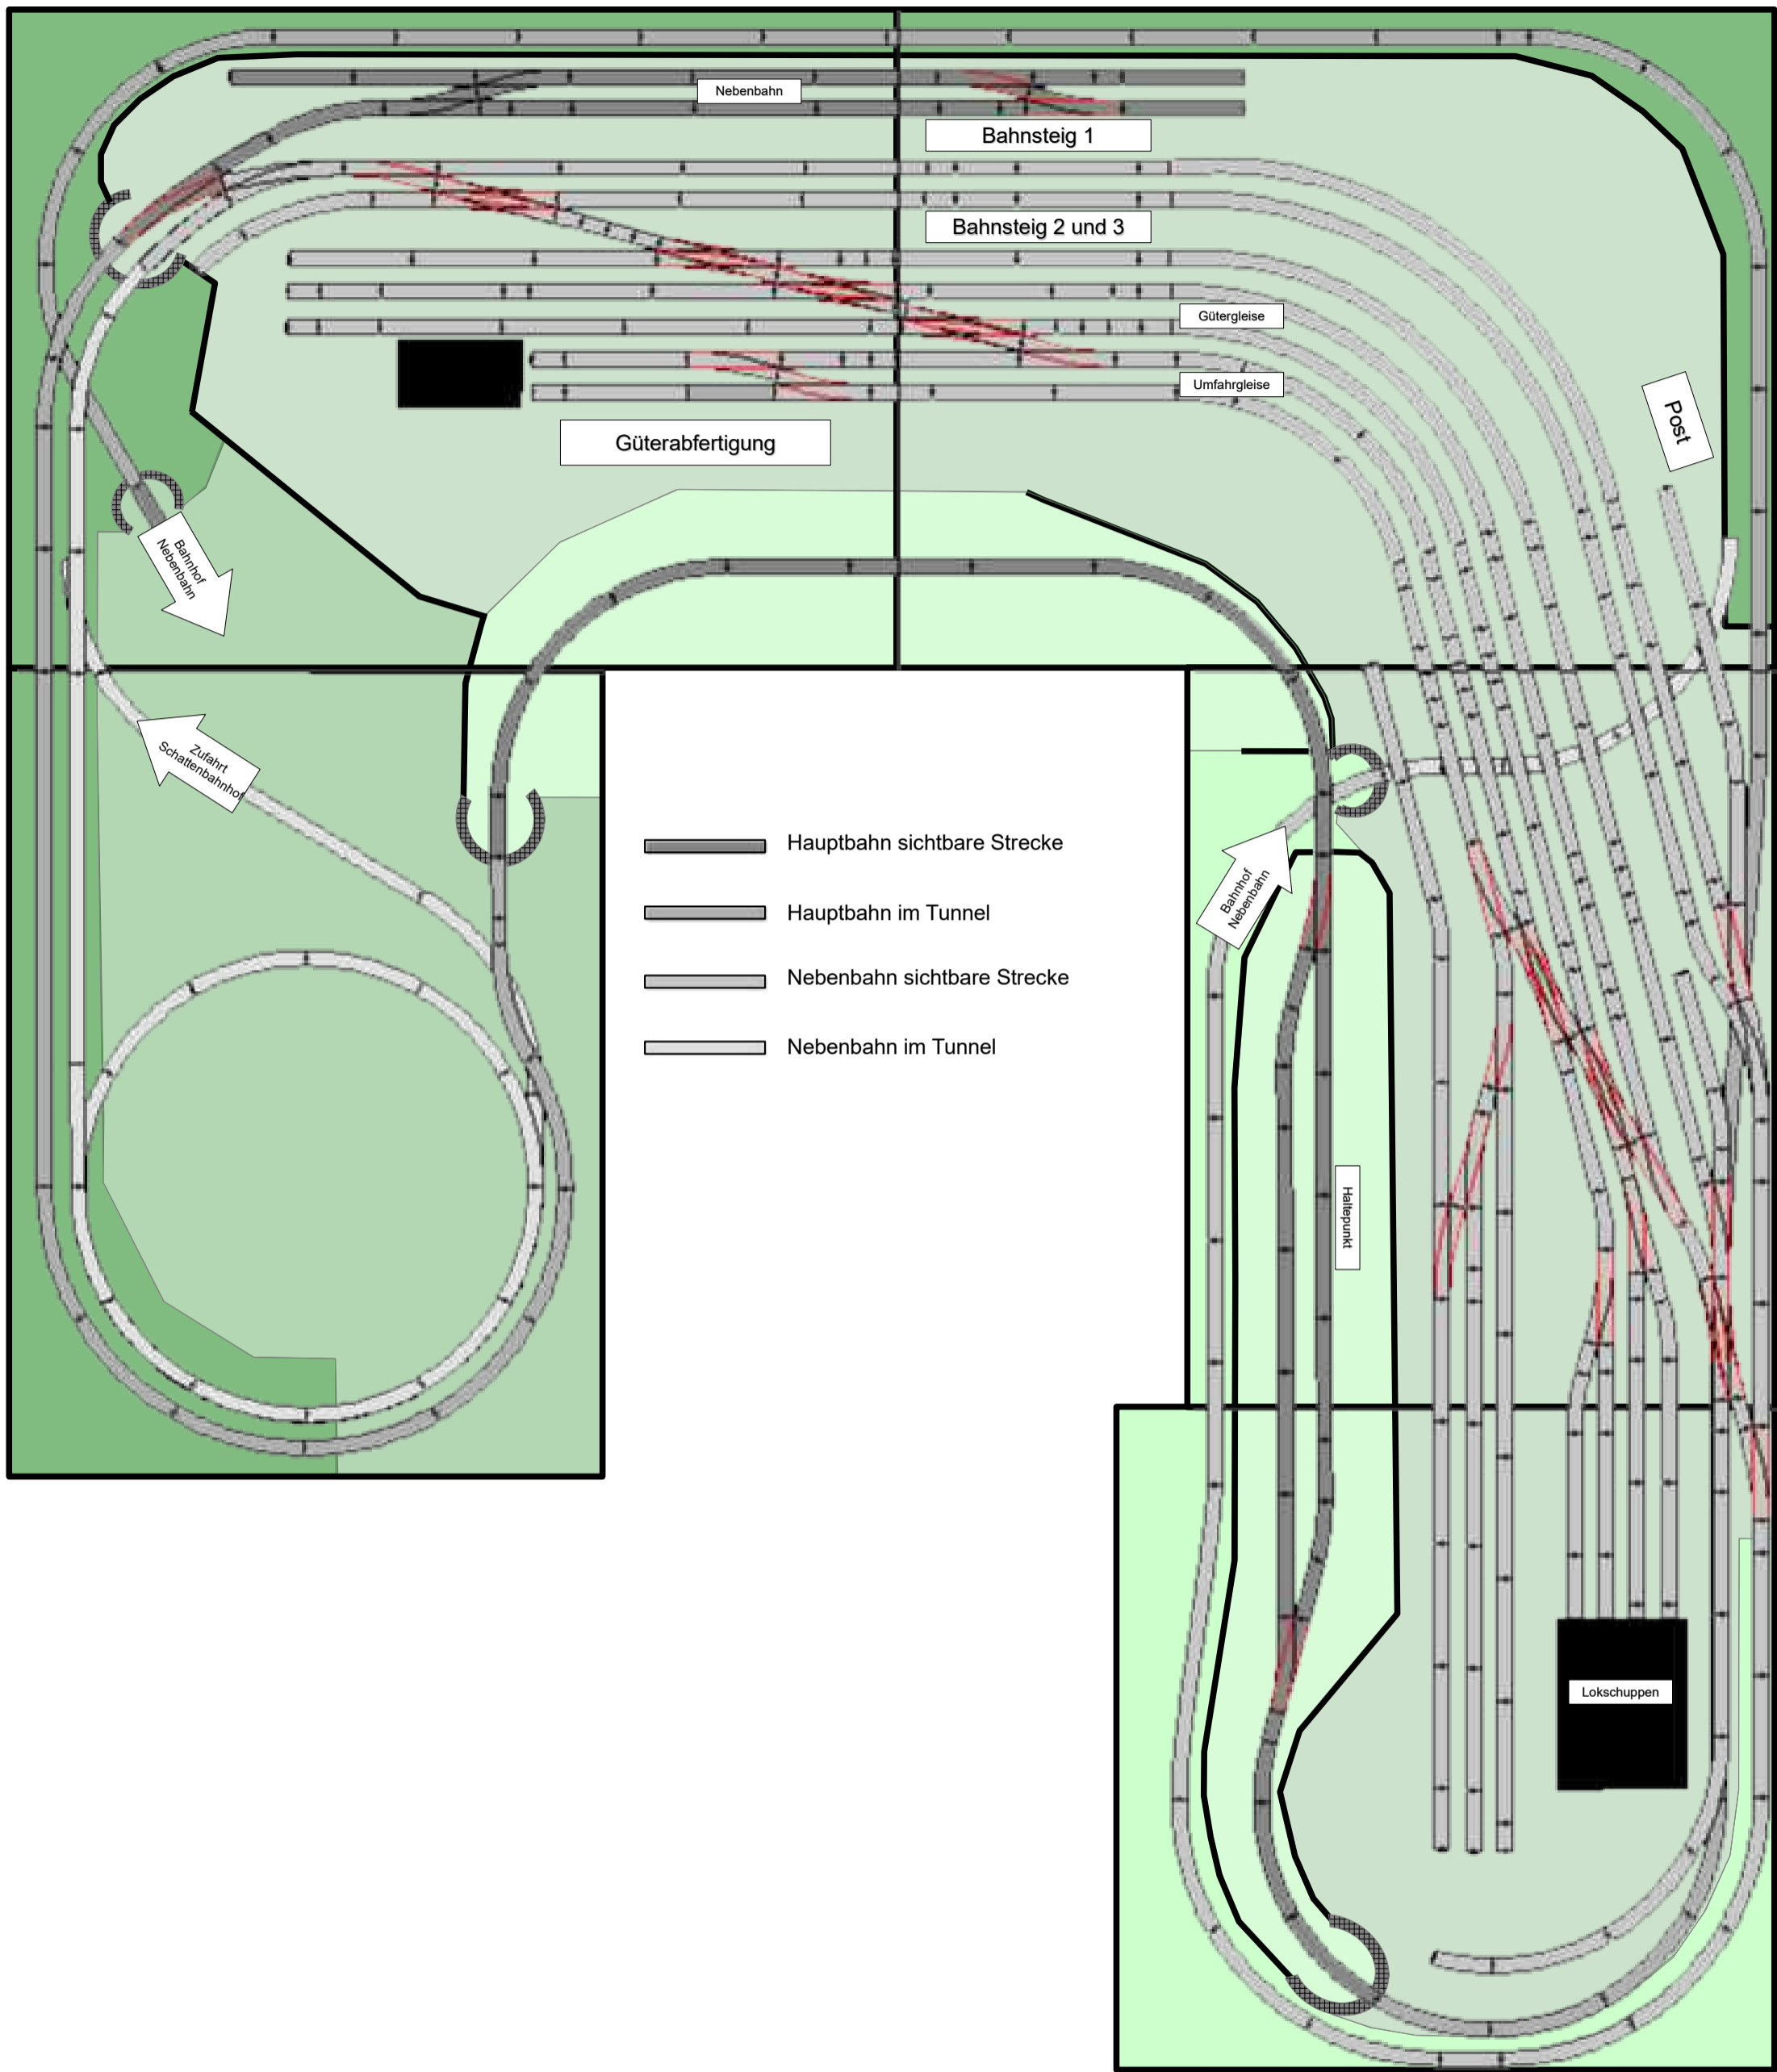 Nebenbahn
Bahnsteig 1
Bahnsteig 2 und 3
Gütergleise
Umfahrgleise
Post
Güterabfertigung
Bahnhof
Nebenbahn
Zufahrt
Schattenbahnhof
Hauptbahn sichtbare Strecke
Hauptbahn im Tunnel
Nebenbahn sichtbare Strecke
Nebenbahn im Tunnel
Bahnhof
Nebenbahn
Haltepunkt
Lokschuppen